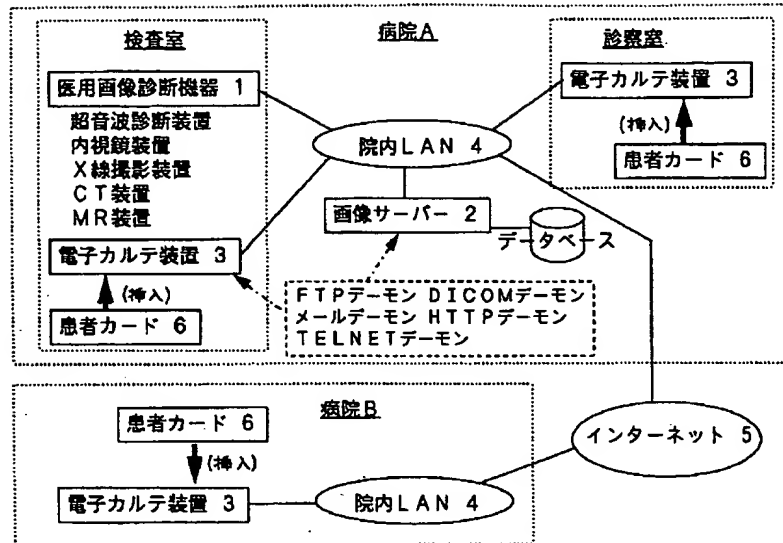 病院A
検査室
医用画像診断機器 1
超音波診断装置
内視鏡装置
X線撮影装置
CT装置
MR装置
電子カルテ装置 3
(挿入)
患者カード 6
院内LAN 4
画像サーバー 2
データベース
FTPデーモン DICOMデーモン
メールデーモン HTTPデーモン
TELNETデーモン
診察室
電子カルテ装置 3
(挿入)
患者カード 6
病院B
患者カード 6
(挿入)
電子カルテ装置 3
院内LAN 4
インターネット 5